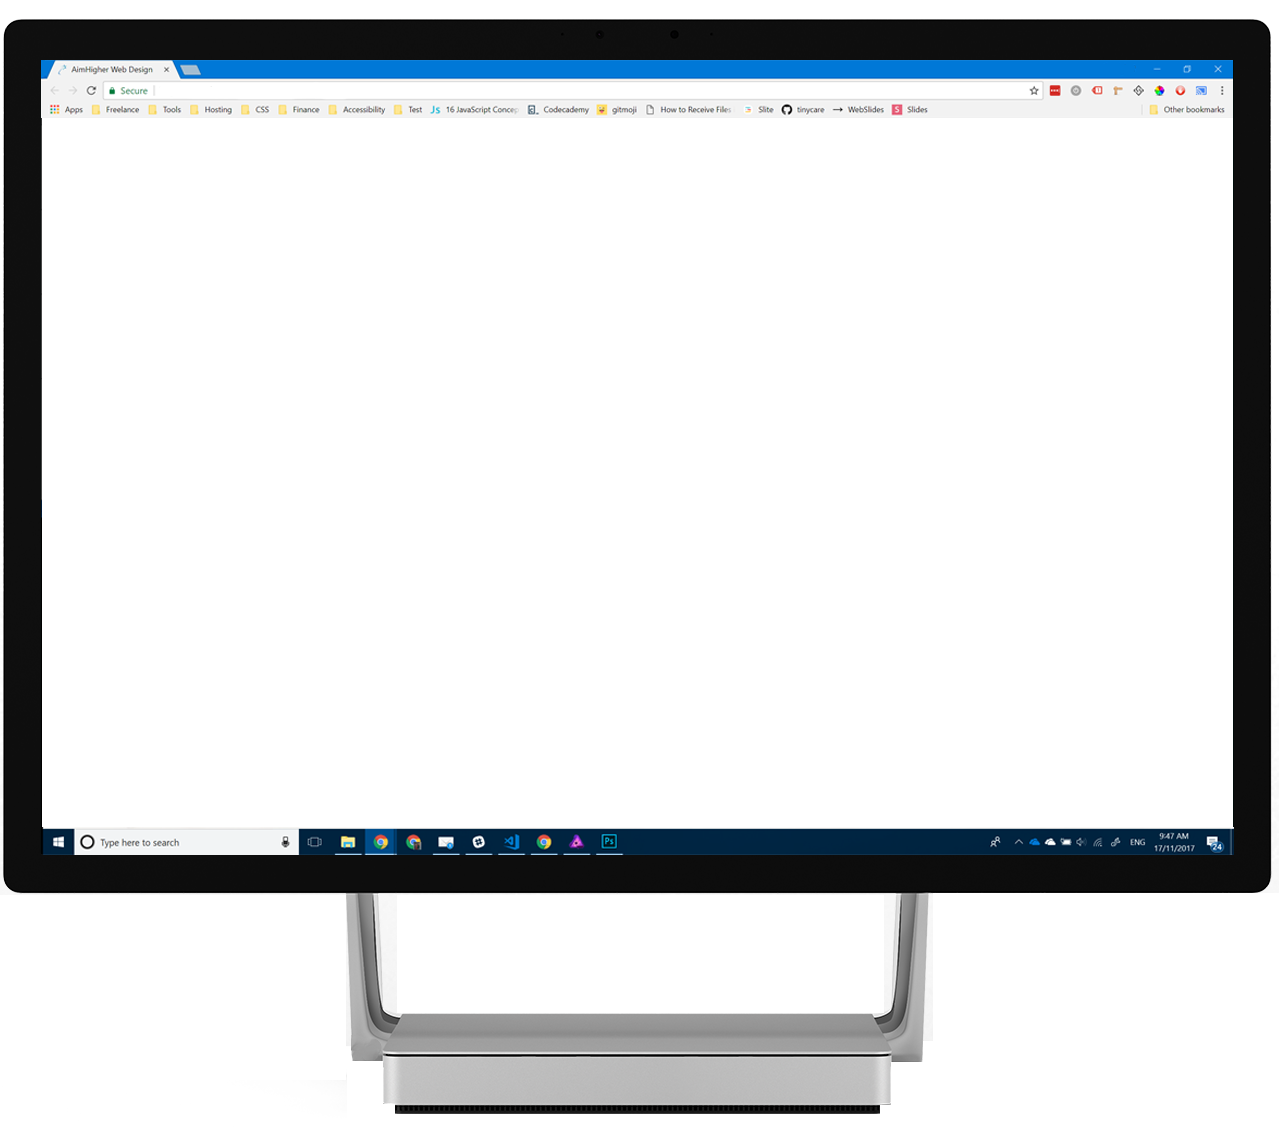 AimHigher Web Design
Secure
Apps Freelance Tools Hosting CSS Finance Accessibility Test JS 16 JavaScript Concep Codecademy gitmoji How to Receive Files Slite tinycare WebSlides S Slides Other bookmarks
Type here to search Ps ENG 9:47 AM
17/11/2017 24